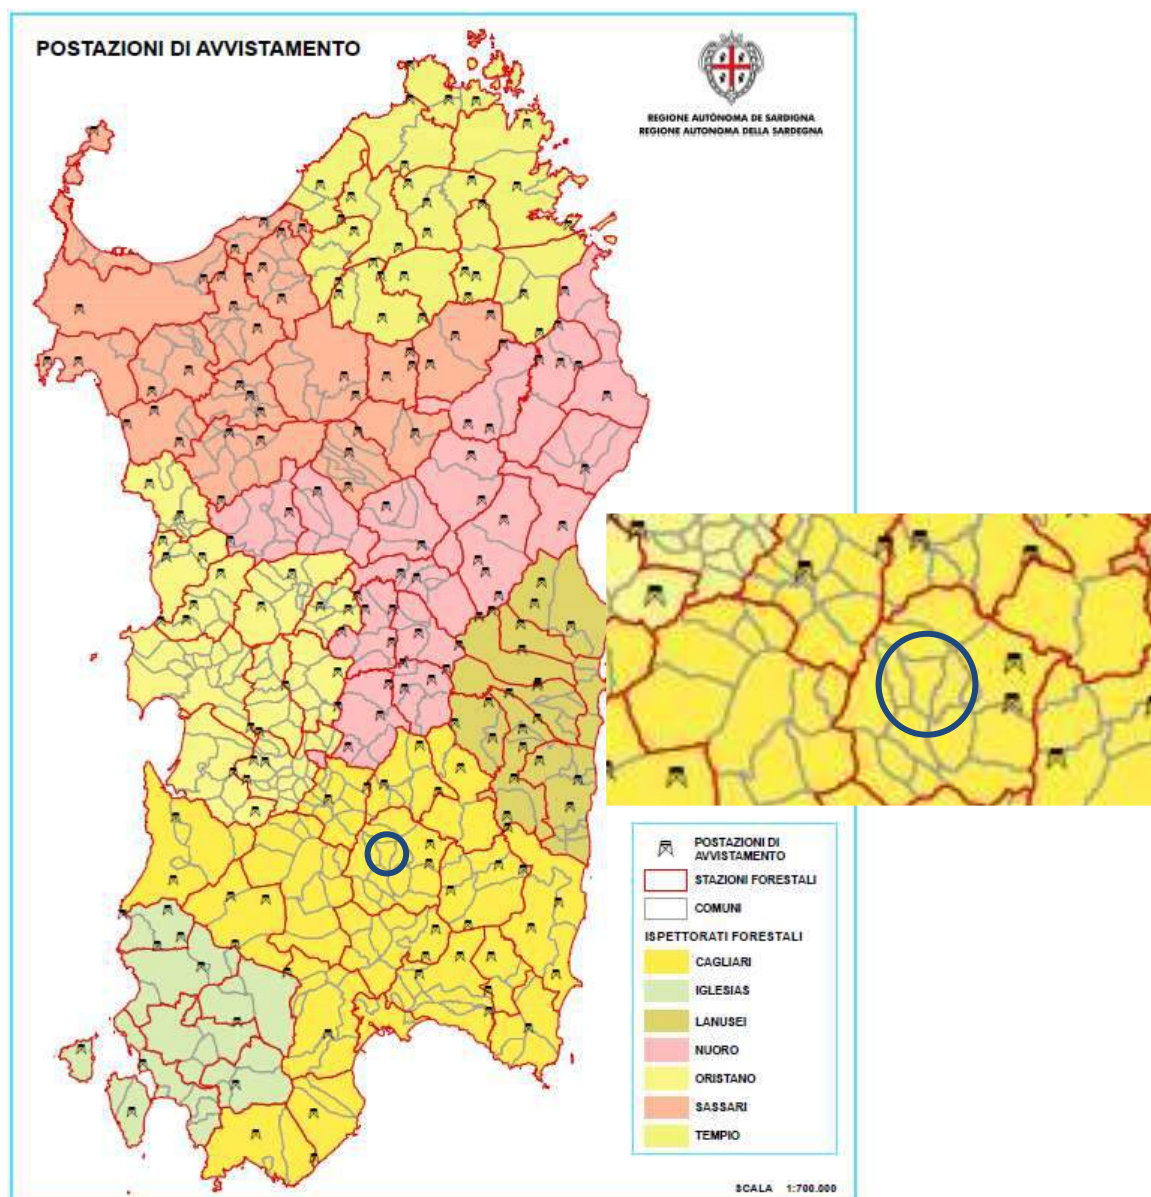 POSTAZIONI DI AVVISTAMENTO
REGIONE AUTÒNOMA DE SARDIGNA
REGIONE AUTONOMA DELLA SARDEGNA
POSTAZIONI DI
AVVISTAMENTO
STAZIONI FORESTALI
COMUNI
ISPETTORATI FORESTALI
CAGLIARI
IGLESIAS
LANUSEI
NUORO
ORISTANO
SASSARI
TEMPIO
SCALA 1:700.000